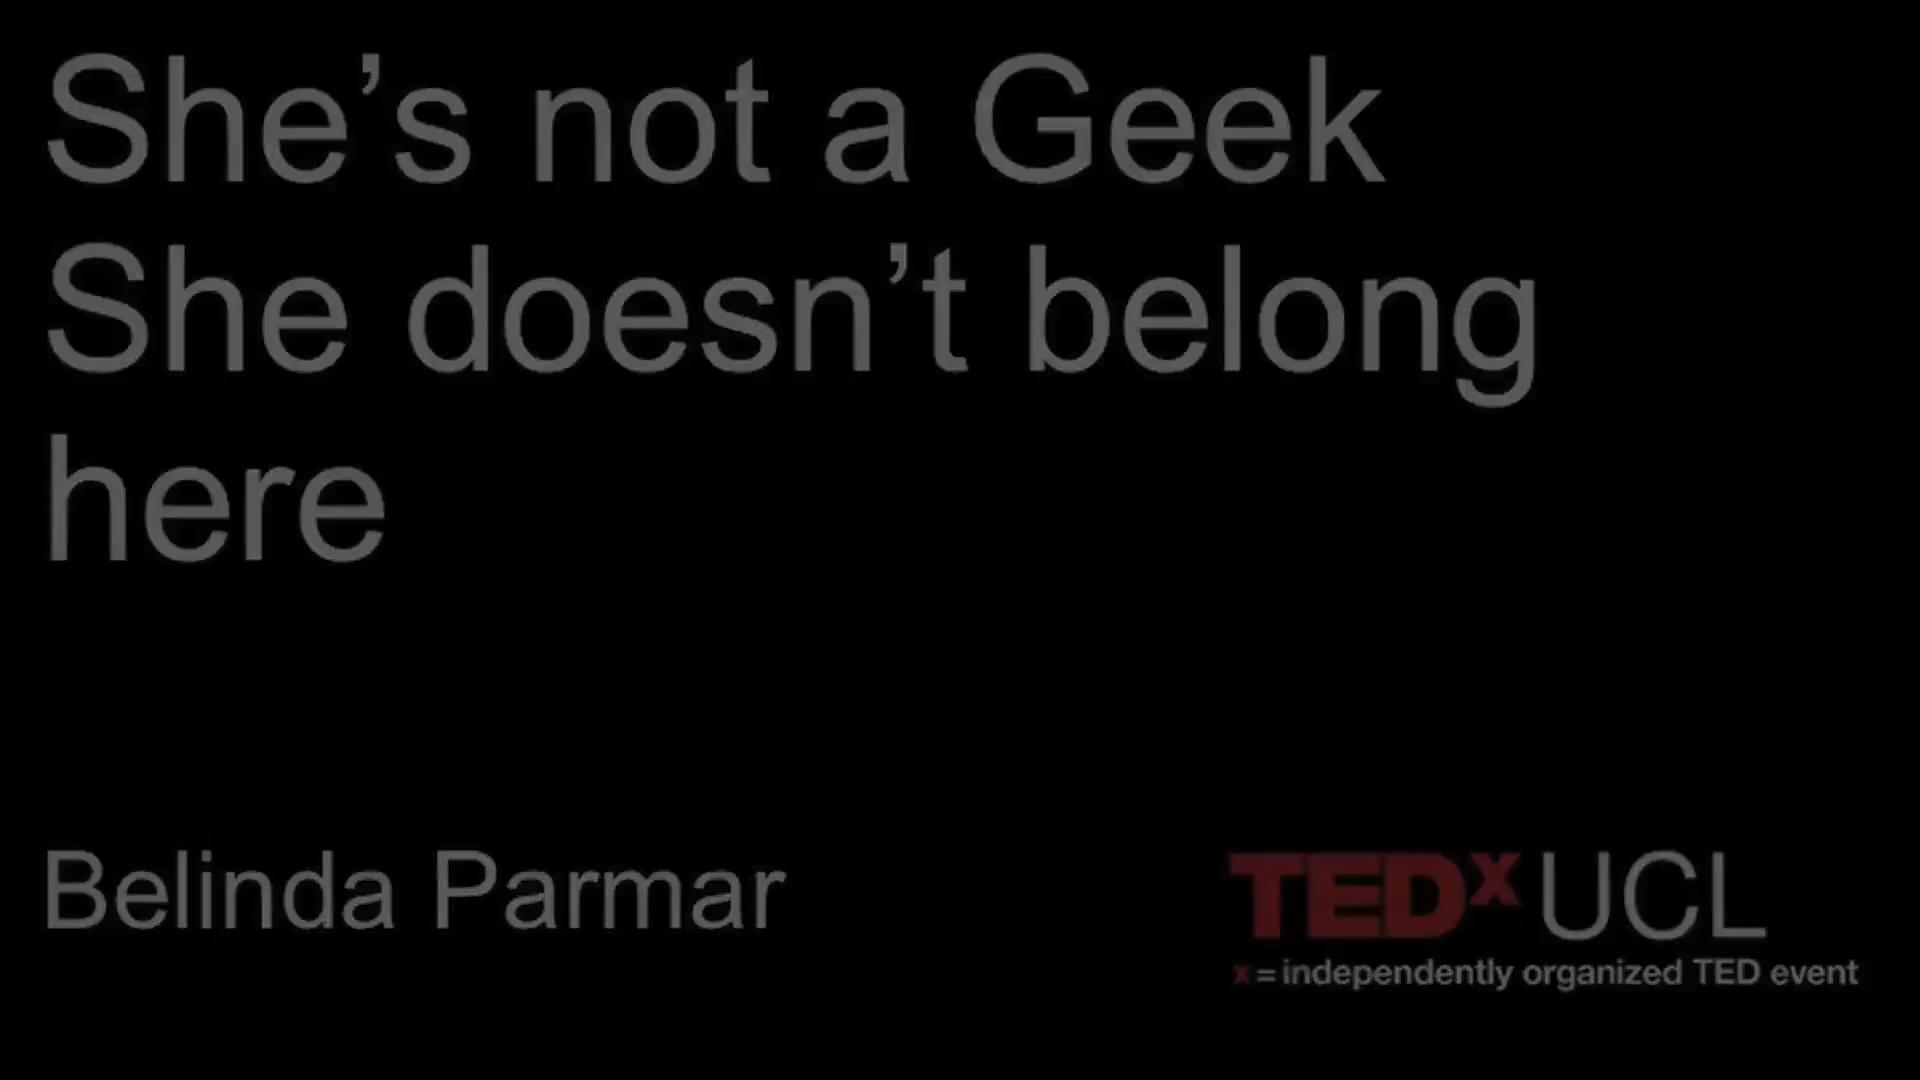 She’s not a Geek
She doesn’t belong
here
Belinda Parmar
TEDx UCL
x = independently organized TED event